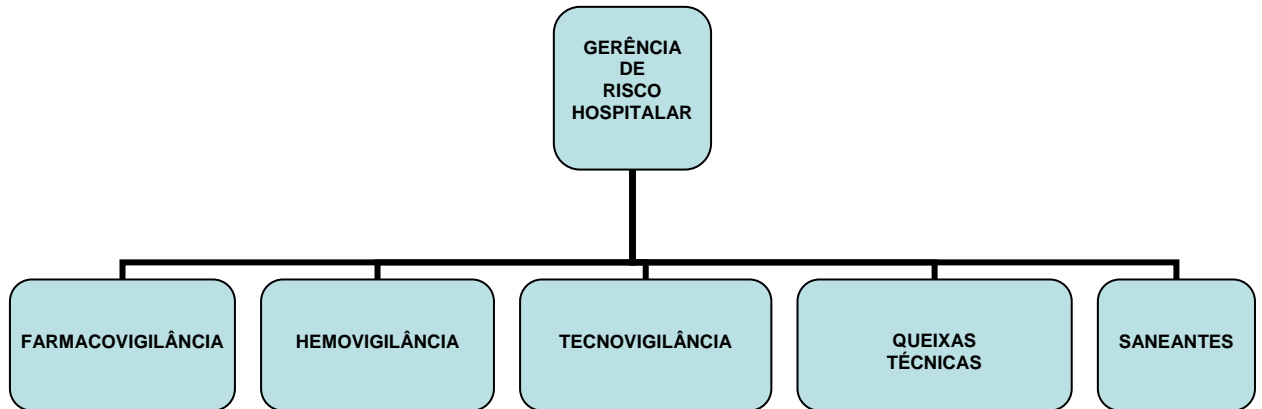 GERÊNCIA
DE
RISCO
HOSPITALAR
FARMACOVIGILÂNCIA
HEMOVIGILÂNCIA
TECNOVIGILÂNCIA
QUEIXAS
TÉCNICAS
SANEANTES